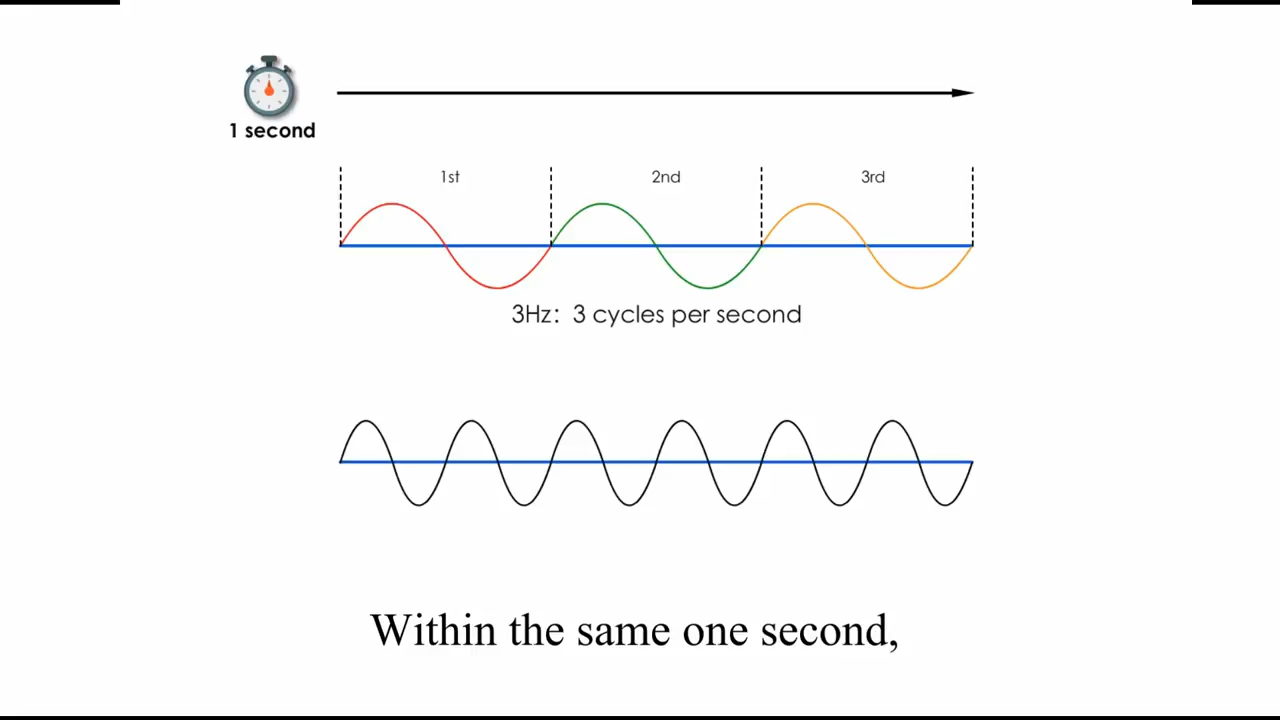 1 second
1st 2nd 3rd
3Hz: 3 cycles per second
Within the same one second,